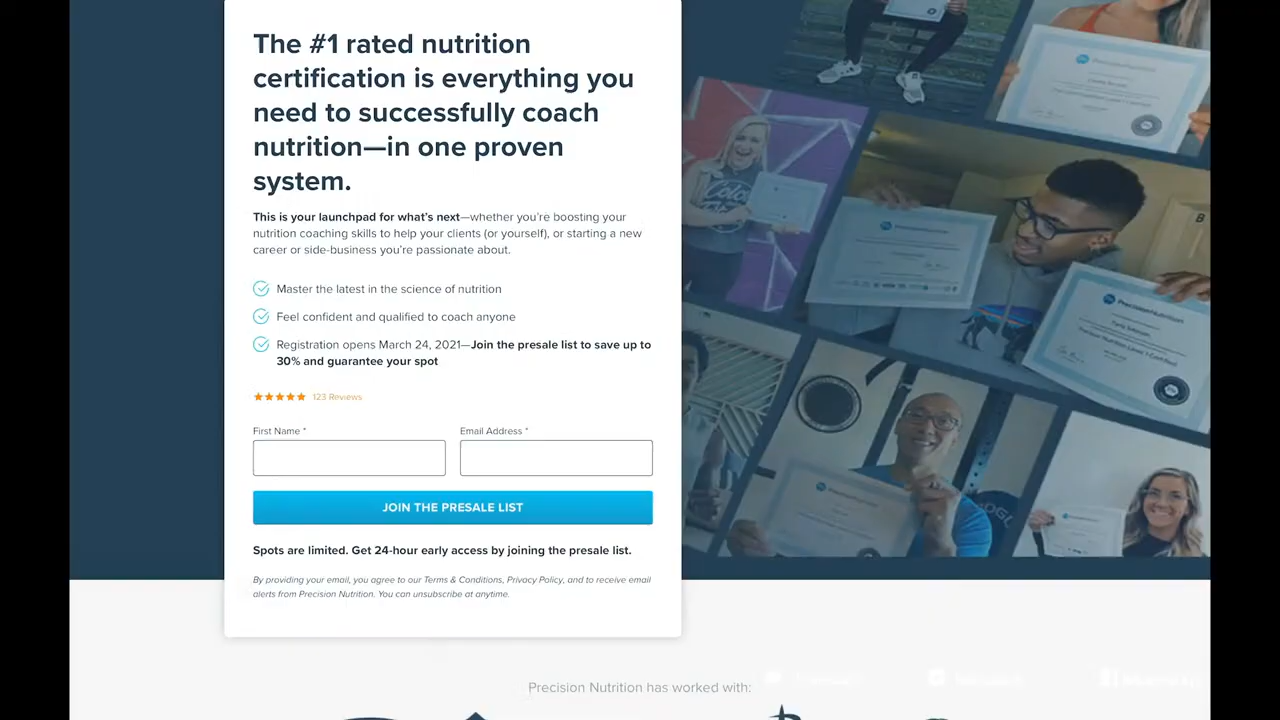 The #1 rated nutrition
certification is everything you
need to successfully coach
nutrition—in one proven
system.
This is your launchpad for what's next—whether you're boosting your
nutrition coaching skills to help your clients (or yourself), or starting a new
career or side-business you're passionate about.
Master the latest in the science of nutrition
Feel confident and qualified to coach anyone
Registration opens March 24, 2021—Join the presale list to save up to
30% and guarantee your spot
123 Reviews
First Name *
Email Address *
JOIN THE PRESALE LIST
Spots are limited. Get 24-hour early access by joining the presale list.
By providing your email, you agree to our Terms & Conditions, Privacy Policy, and to receive email
alerts from Precision Nutrition. You can unsubscribe at anytime.
Precision Nutrition has worked with:
PrecisionNutrition
PrecisionNutrition